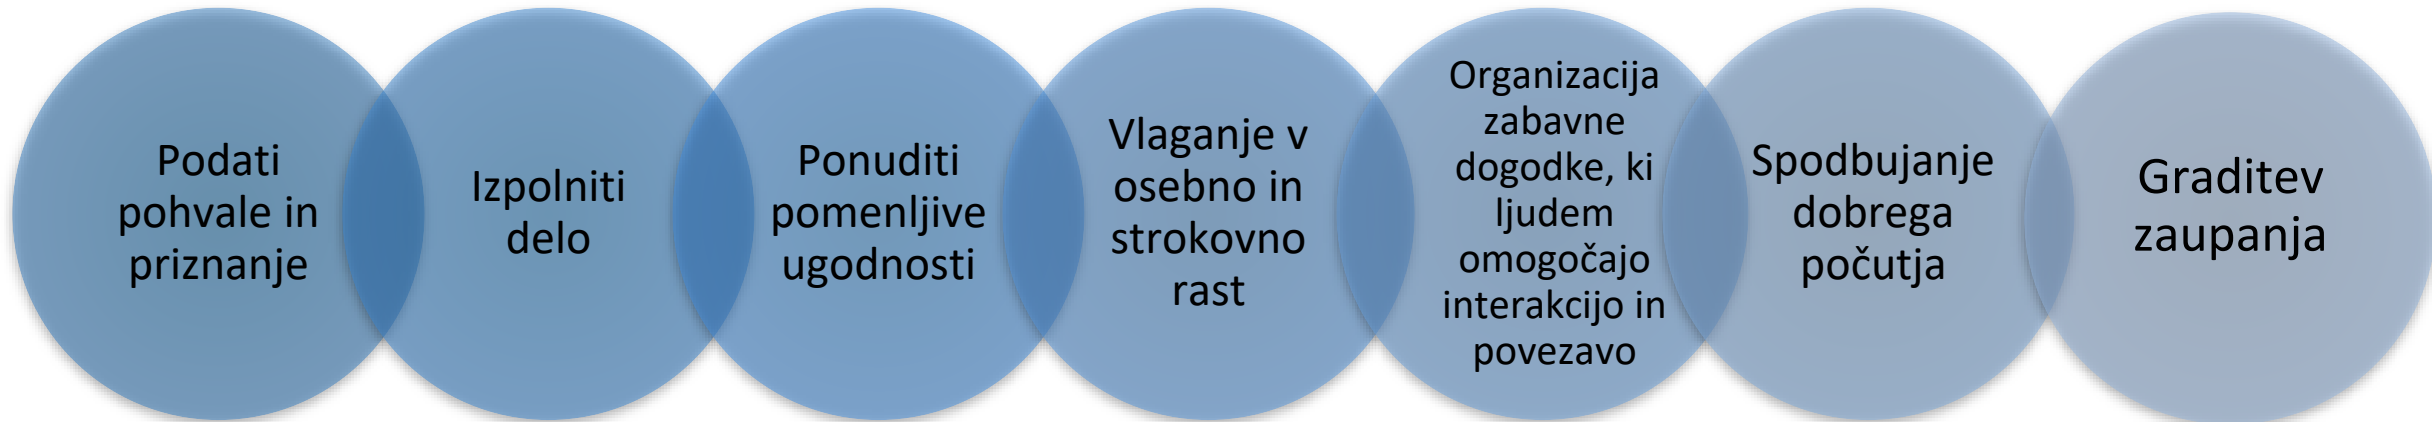 Podati
pohvale in
priznanje
Izpolniti
delo
Ponuditi
pomenljive
ugodnosti
Vlaganje v
osebno in
strokovno
rast
Organizacija
zabavne
dogodke, ki
ljudem
omogočajo
interakcijo in
povezavo
Spodbujanje
dobrega
počutja
Graditev
zaupanja